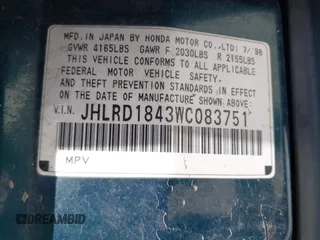 MFD. IN JAPAN BY HONDA MOTOR CO.,LTD: 7/'98
GVWR 4165LBS GAWR F 2030LBS R 2155LBS
THIS VEHICLE CONFORMS TO ALL APPLICABLE
FEDERAL MOTOR VEHICLE SAFETY AND
THEFT PREVENTION STANDARDS IN EFFECT ON
THE DATE OF MANUFACTURE SHOWN ABOVE.
V.I.N. JHLRD1843WC083751
MPV
DREAMBID